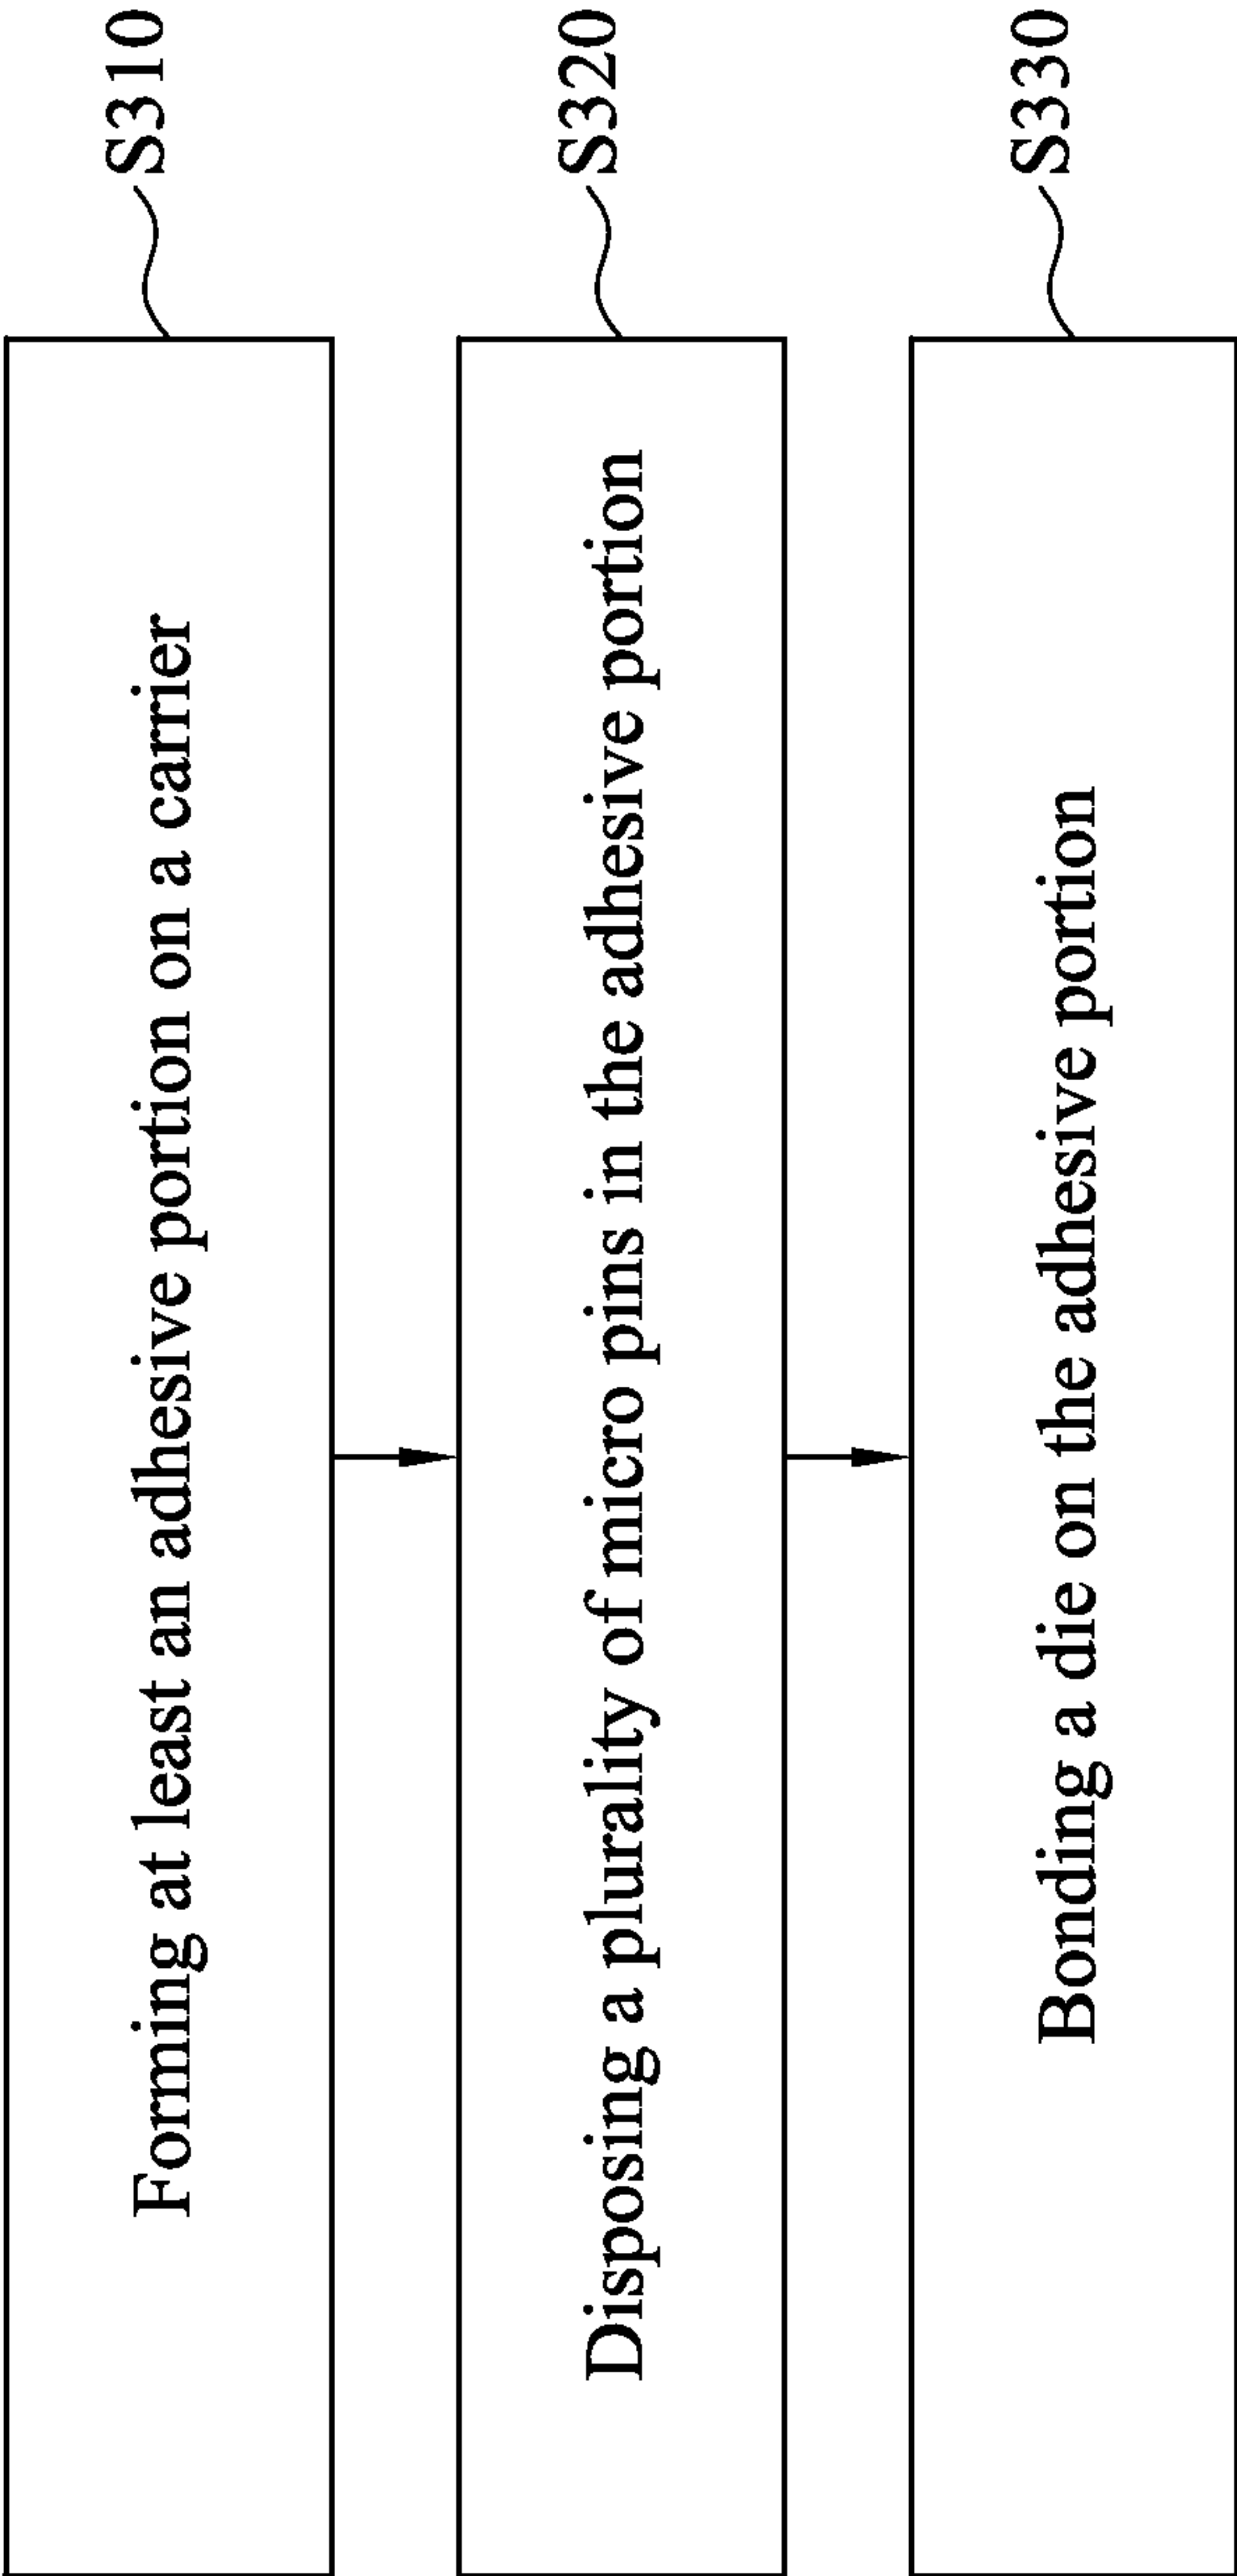 Forming at least an adhesive portion on a carrier
S310
Disposing a plurality of micro pins in the adhesive portion
S320
Bonding a die on the adhesive portion
S330